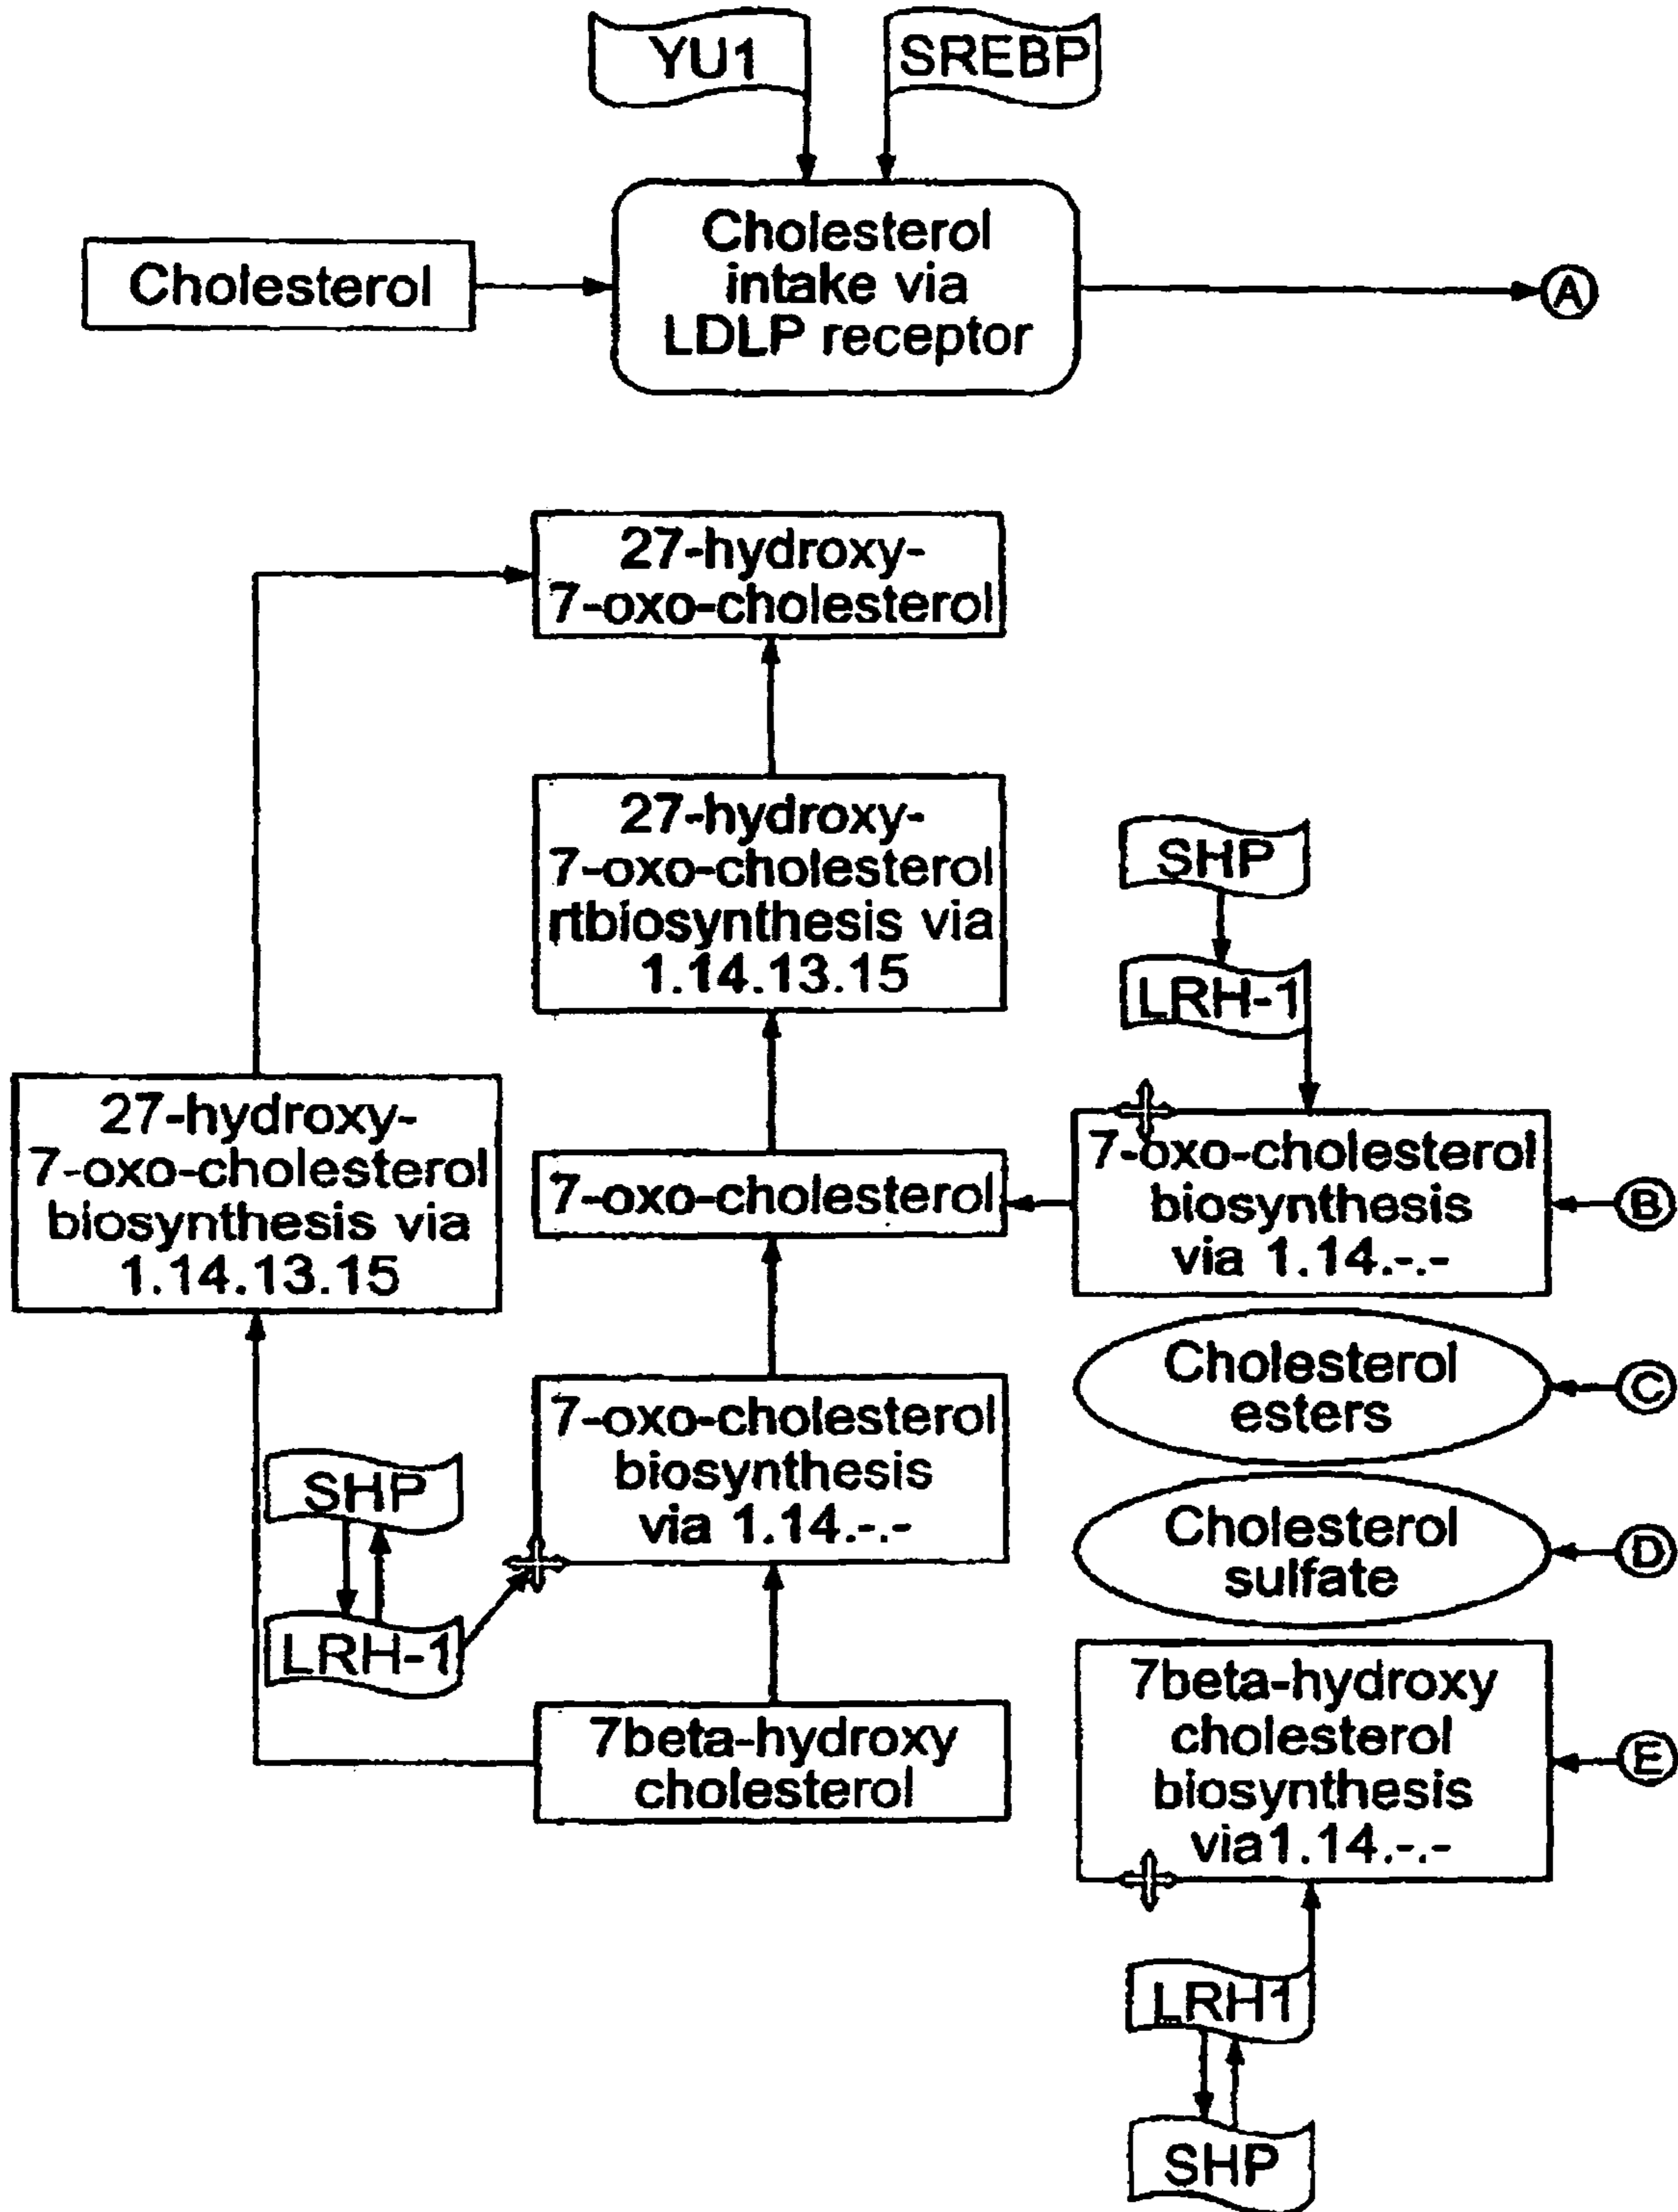 YU1
SREBP
Cholesterol
Cholesterol
intake via
LDLP receptor
A
27-hydroxy-
7-oxo-cholesterol
27-hydroxy-
7-oxo-cholesterol
rtbiosynthesis via
1.14.13.15
SHP
LRH-1
27-hydroxy-
7-oxo-cholesterol
biosynthesis via
1.14.13.15
7-oxo-cholesterol
7-oxo-cholesterol
biosynthesis
via 1.14.-.-
B
Cholesterol
esters
C
7-oxo-cholesterol
biosynthesis
via 1.14.-.-
SHP
LRH-1
Cholesterol
sulfate
D
7beta-hydroxy
cholesterol
7beta-hydroxy
cholesterol
biosynthesis
via1.14.-.-
E
LRH1
SHP